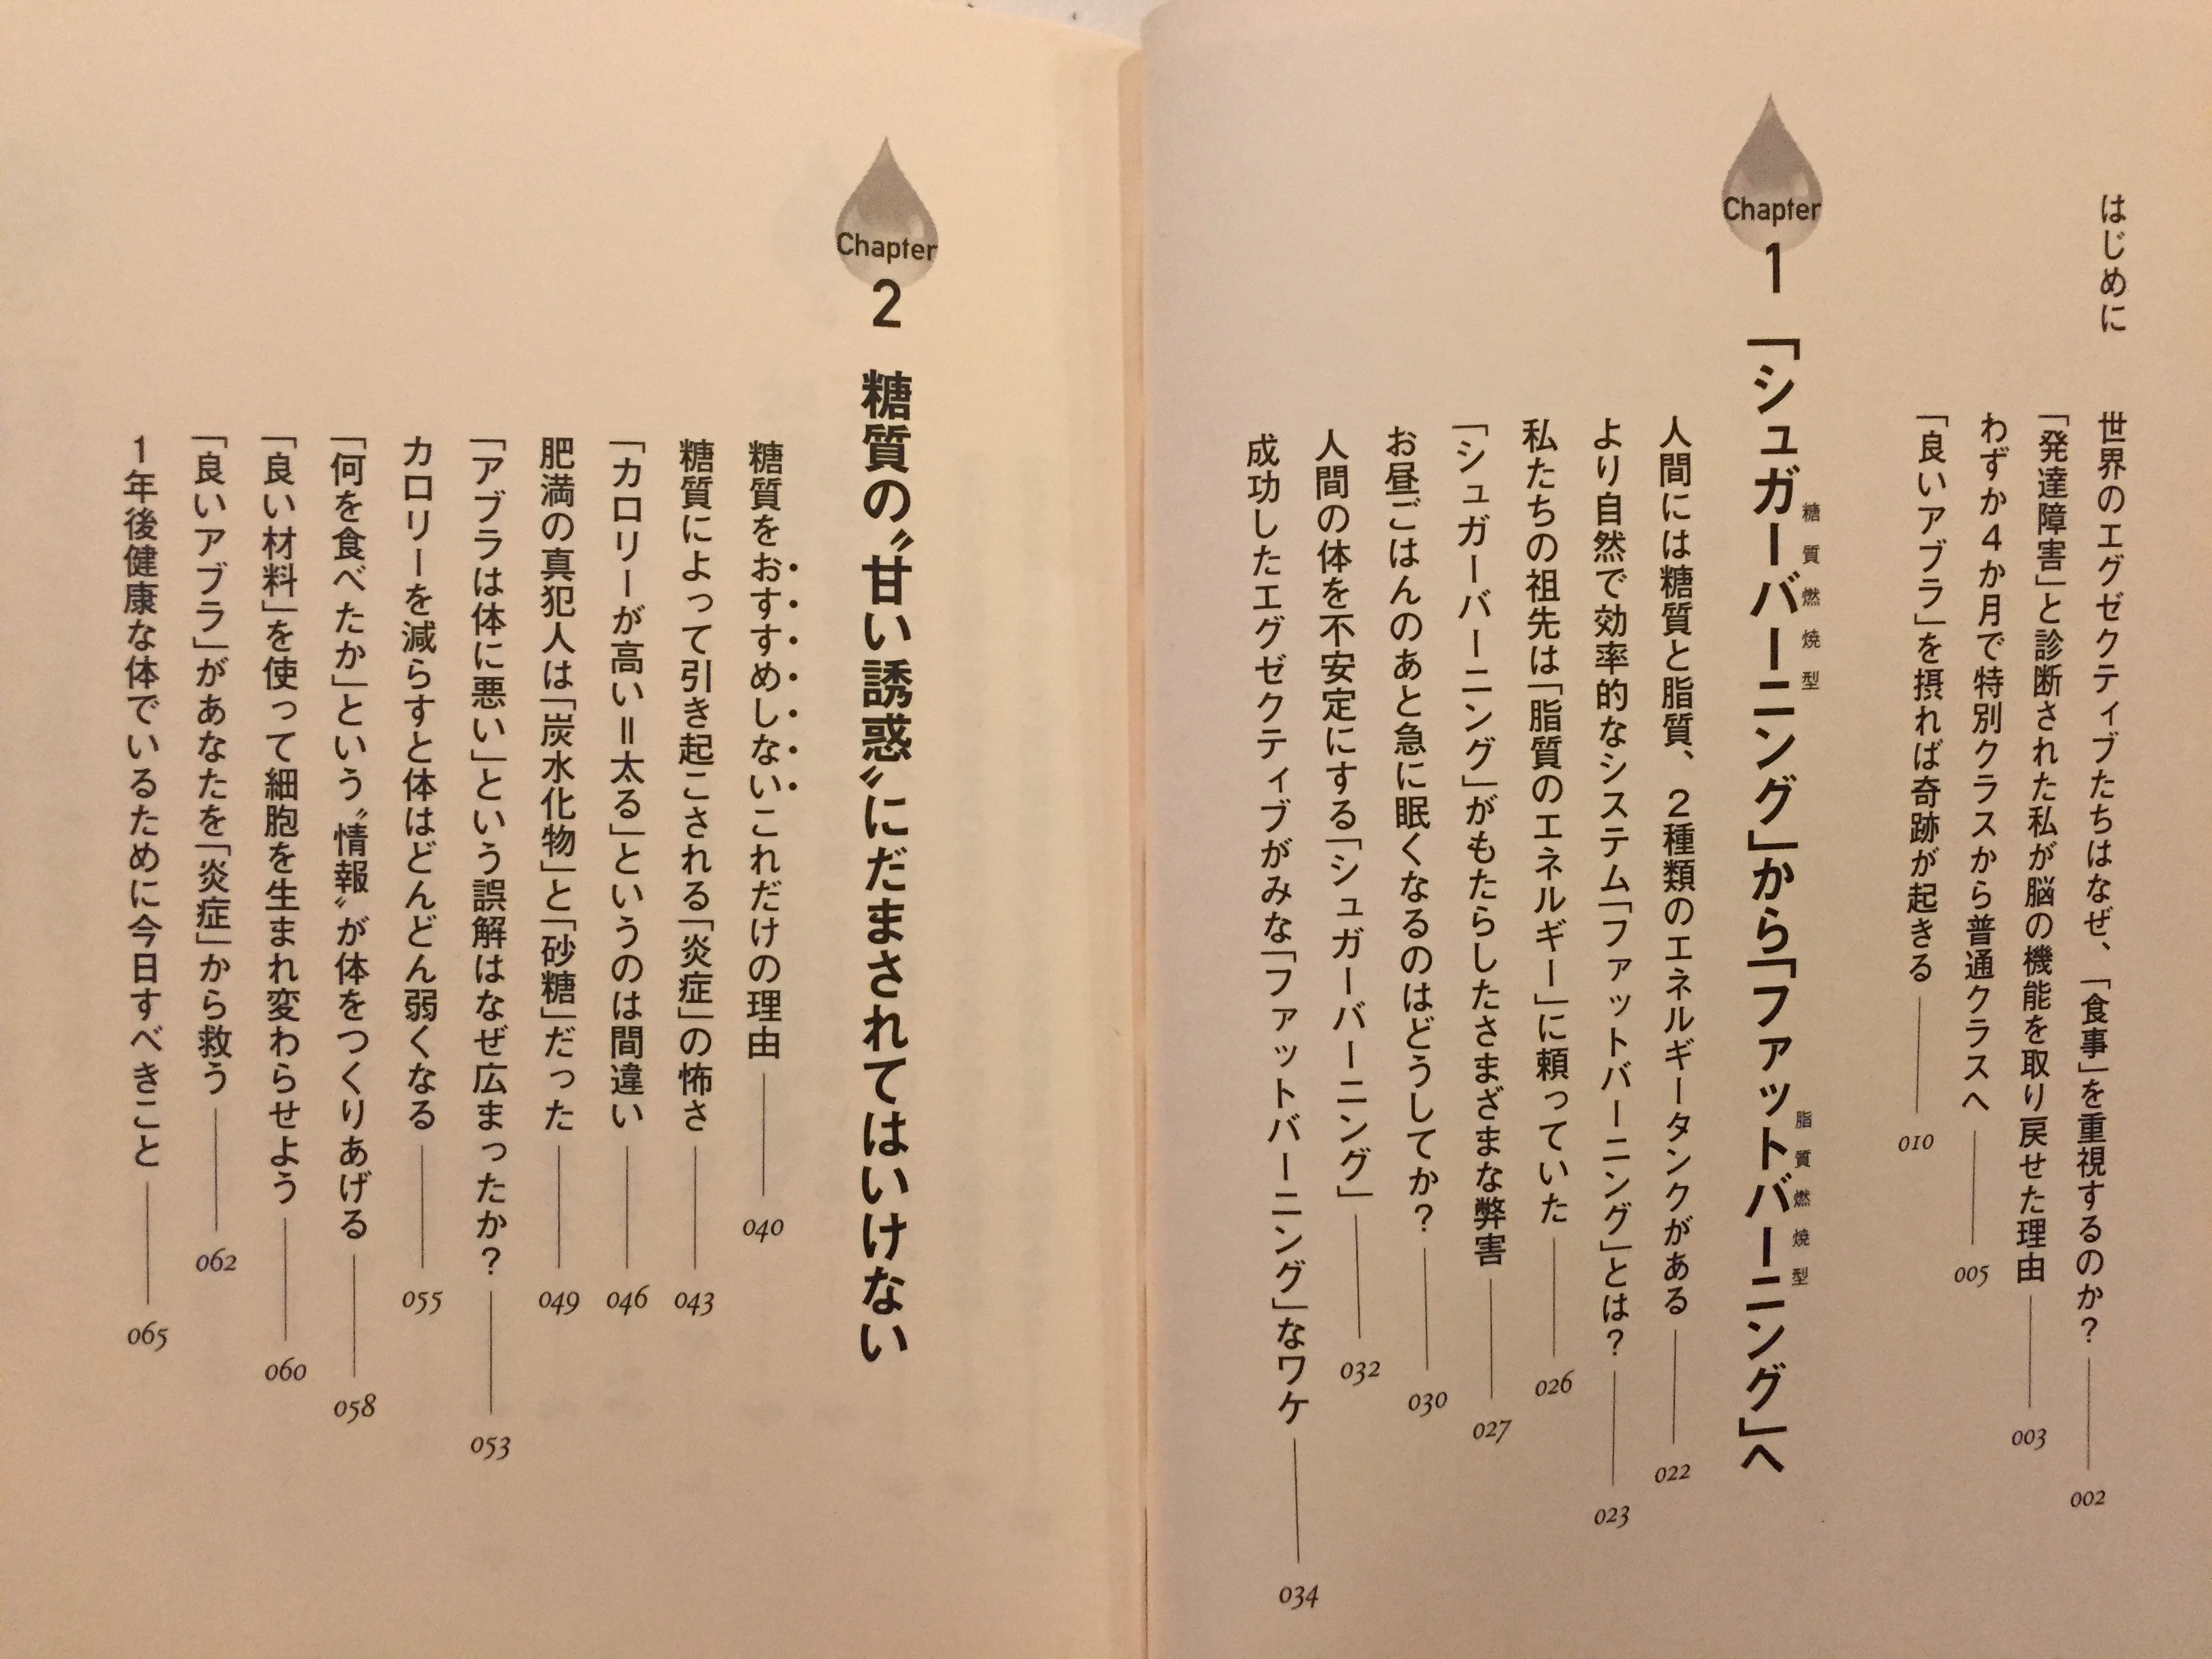 はじめに
世界のエグゼクティブたちはなぜ、「食事」を重視するのか？ 002
「発達障害」と診断された私が脳の機能を取り戻せた理由 003
わずか４か月で特別クラスから普通クラスへ 005
「良いアブラ」を摂れば奇跡が起きる 010
Chapter 1 「シュガーバーニング」から「ファットバーニング」へ
糖質燃焼型
脂質燃焼型
人間には糖質と脂質、２種類のエネルギータンクがある 022
より自然で効率的なシステム「ファットバーニング」とは？ 023
私たちの祖先は「脂質のエネルギー」に頼っていた 026
「シュガーバーニング」がもたらしたさまざまな弊害 027
お昼ごはんのあと急に眠くなるのはどうしてか？ 030
人間の体を不安定にする「シュガーバーニング」 032
成功したエグゼクティブがみな「ファットバーニング」なワケ 034
Chapter 2 糖質の〝甘い誘惑〟にだまされてはいけない
糖質をおすすめしないこれだけの理由 040
糖質によって引き起こされる「炎症」の怖さ 043
「カロリーが高い＝太る」というのは間違い 046
肥満の真犯人は「炭水化物」と「砂糖」だった 049
「アブラは体に悪い」という誤解はなぜ広まったか？ 053
カロリーを減らすと体はどんどん弱くなる 055
「何を食べたか」という〝情報〟が体をつくりあげる 058
「良い材料」を使って細胞を生まれ変わらせよう 060
「良いアブラ」があなたを「炎症」から救う 062
１年後健康な体でいるために今日すべきこと 065